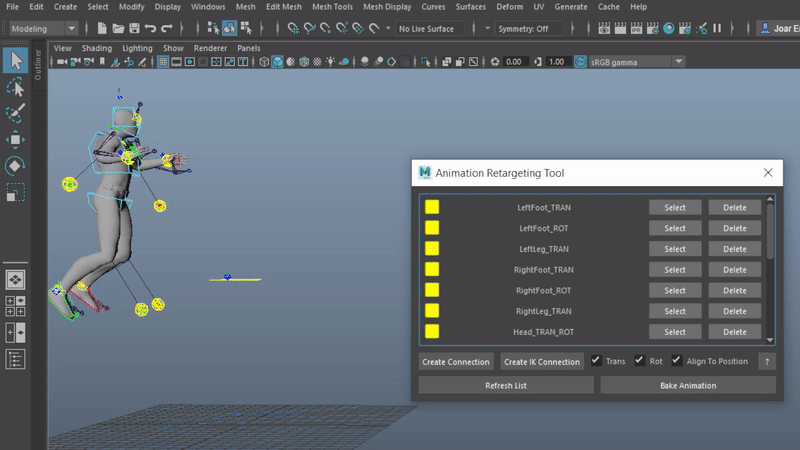 File Edit Create Select Modify Display Windows Mesh Edit Mesh Mesh Tools Mesh Display Curves Surfaces Deform UV Generate Cache Help
Modeling No Live Surface Symmetry: Off Joar En
View Shading Lighting Show Renderer Panels
0.00 1.00 sRGB gamma
Outliner
Animation Retargeting Tool
LeftFoot_TRAN Select Delete
LeftFoot_ROT Select Delete
LeftLeg_TRAN Select Delete
RightFoot_TRAN Select Delete
RightFoot_ROT Select Delete
RightLeg_TRAN Select Delete
Head_TRAN_ROT Select Delete
Create Connection Create IK Connection Trans Rot Align To Position ?
Refresh List Bake Animation